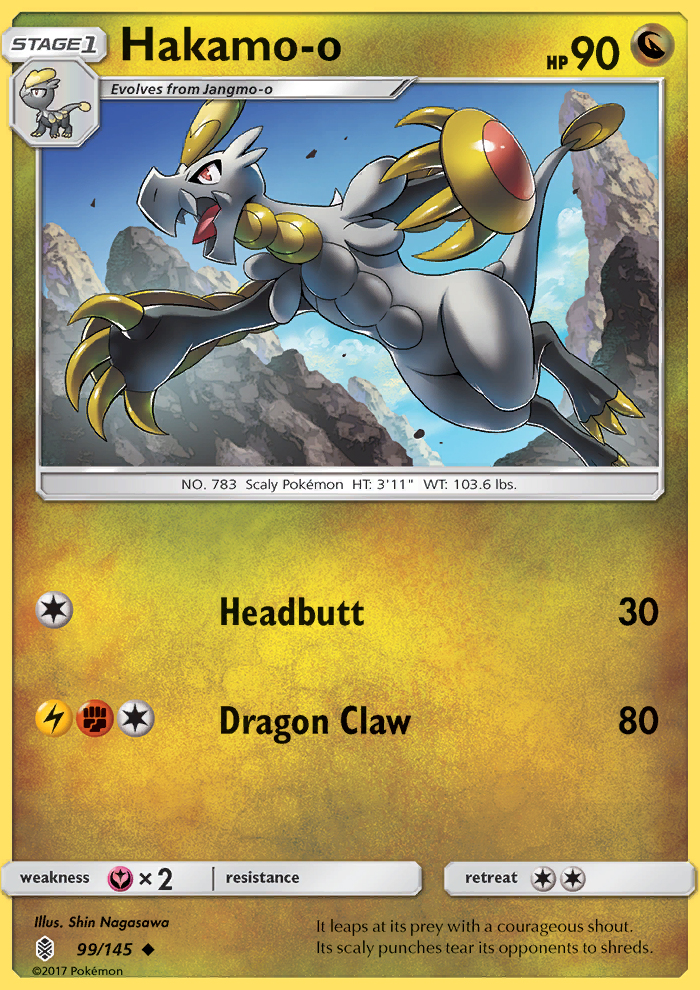 STAGE 1
Hakamo-o
HP 90
Evolves from Jangmo-o
NO. 783 Scaly Pokémon HT: 3'11" WT: 103.6 lbs.
Headbutt 30
Dragon Claw 80
weakness ×2 resistance retreat
Illus. Shin Nagasawa
It leaps at its prey with a courageous shout.
Its scaly punches tear its opponents to shreds.
99/145
©2017 Pokémon